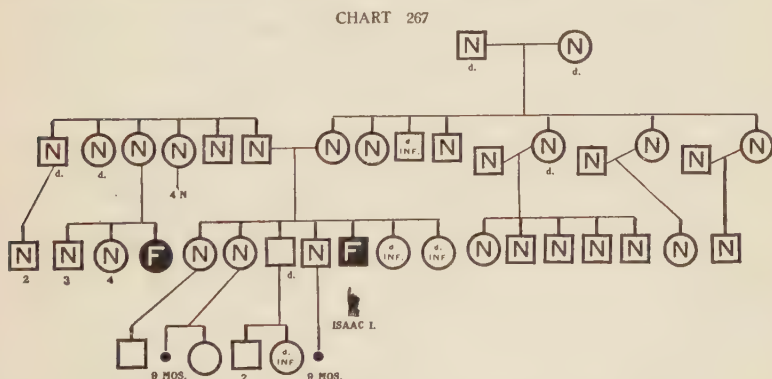 CHART 267
N N
d. d.
N N N N N N N N d. INF. N N N N N N N
d. d. d.
4 N
N N N F N N N F d. INF. d. INF. N N N N N N N
2 3 4 d.
ISAAC I.
d. INF
9 MOS. 2 9 MOS.